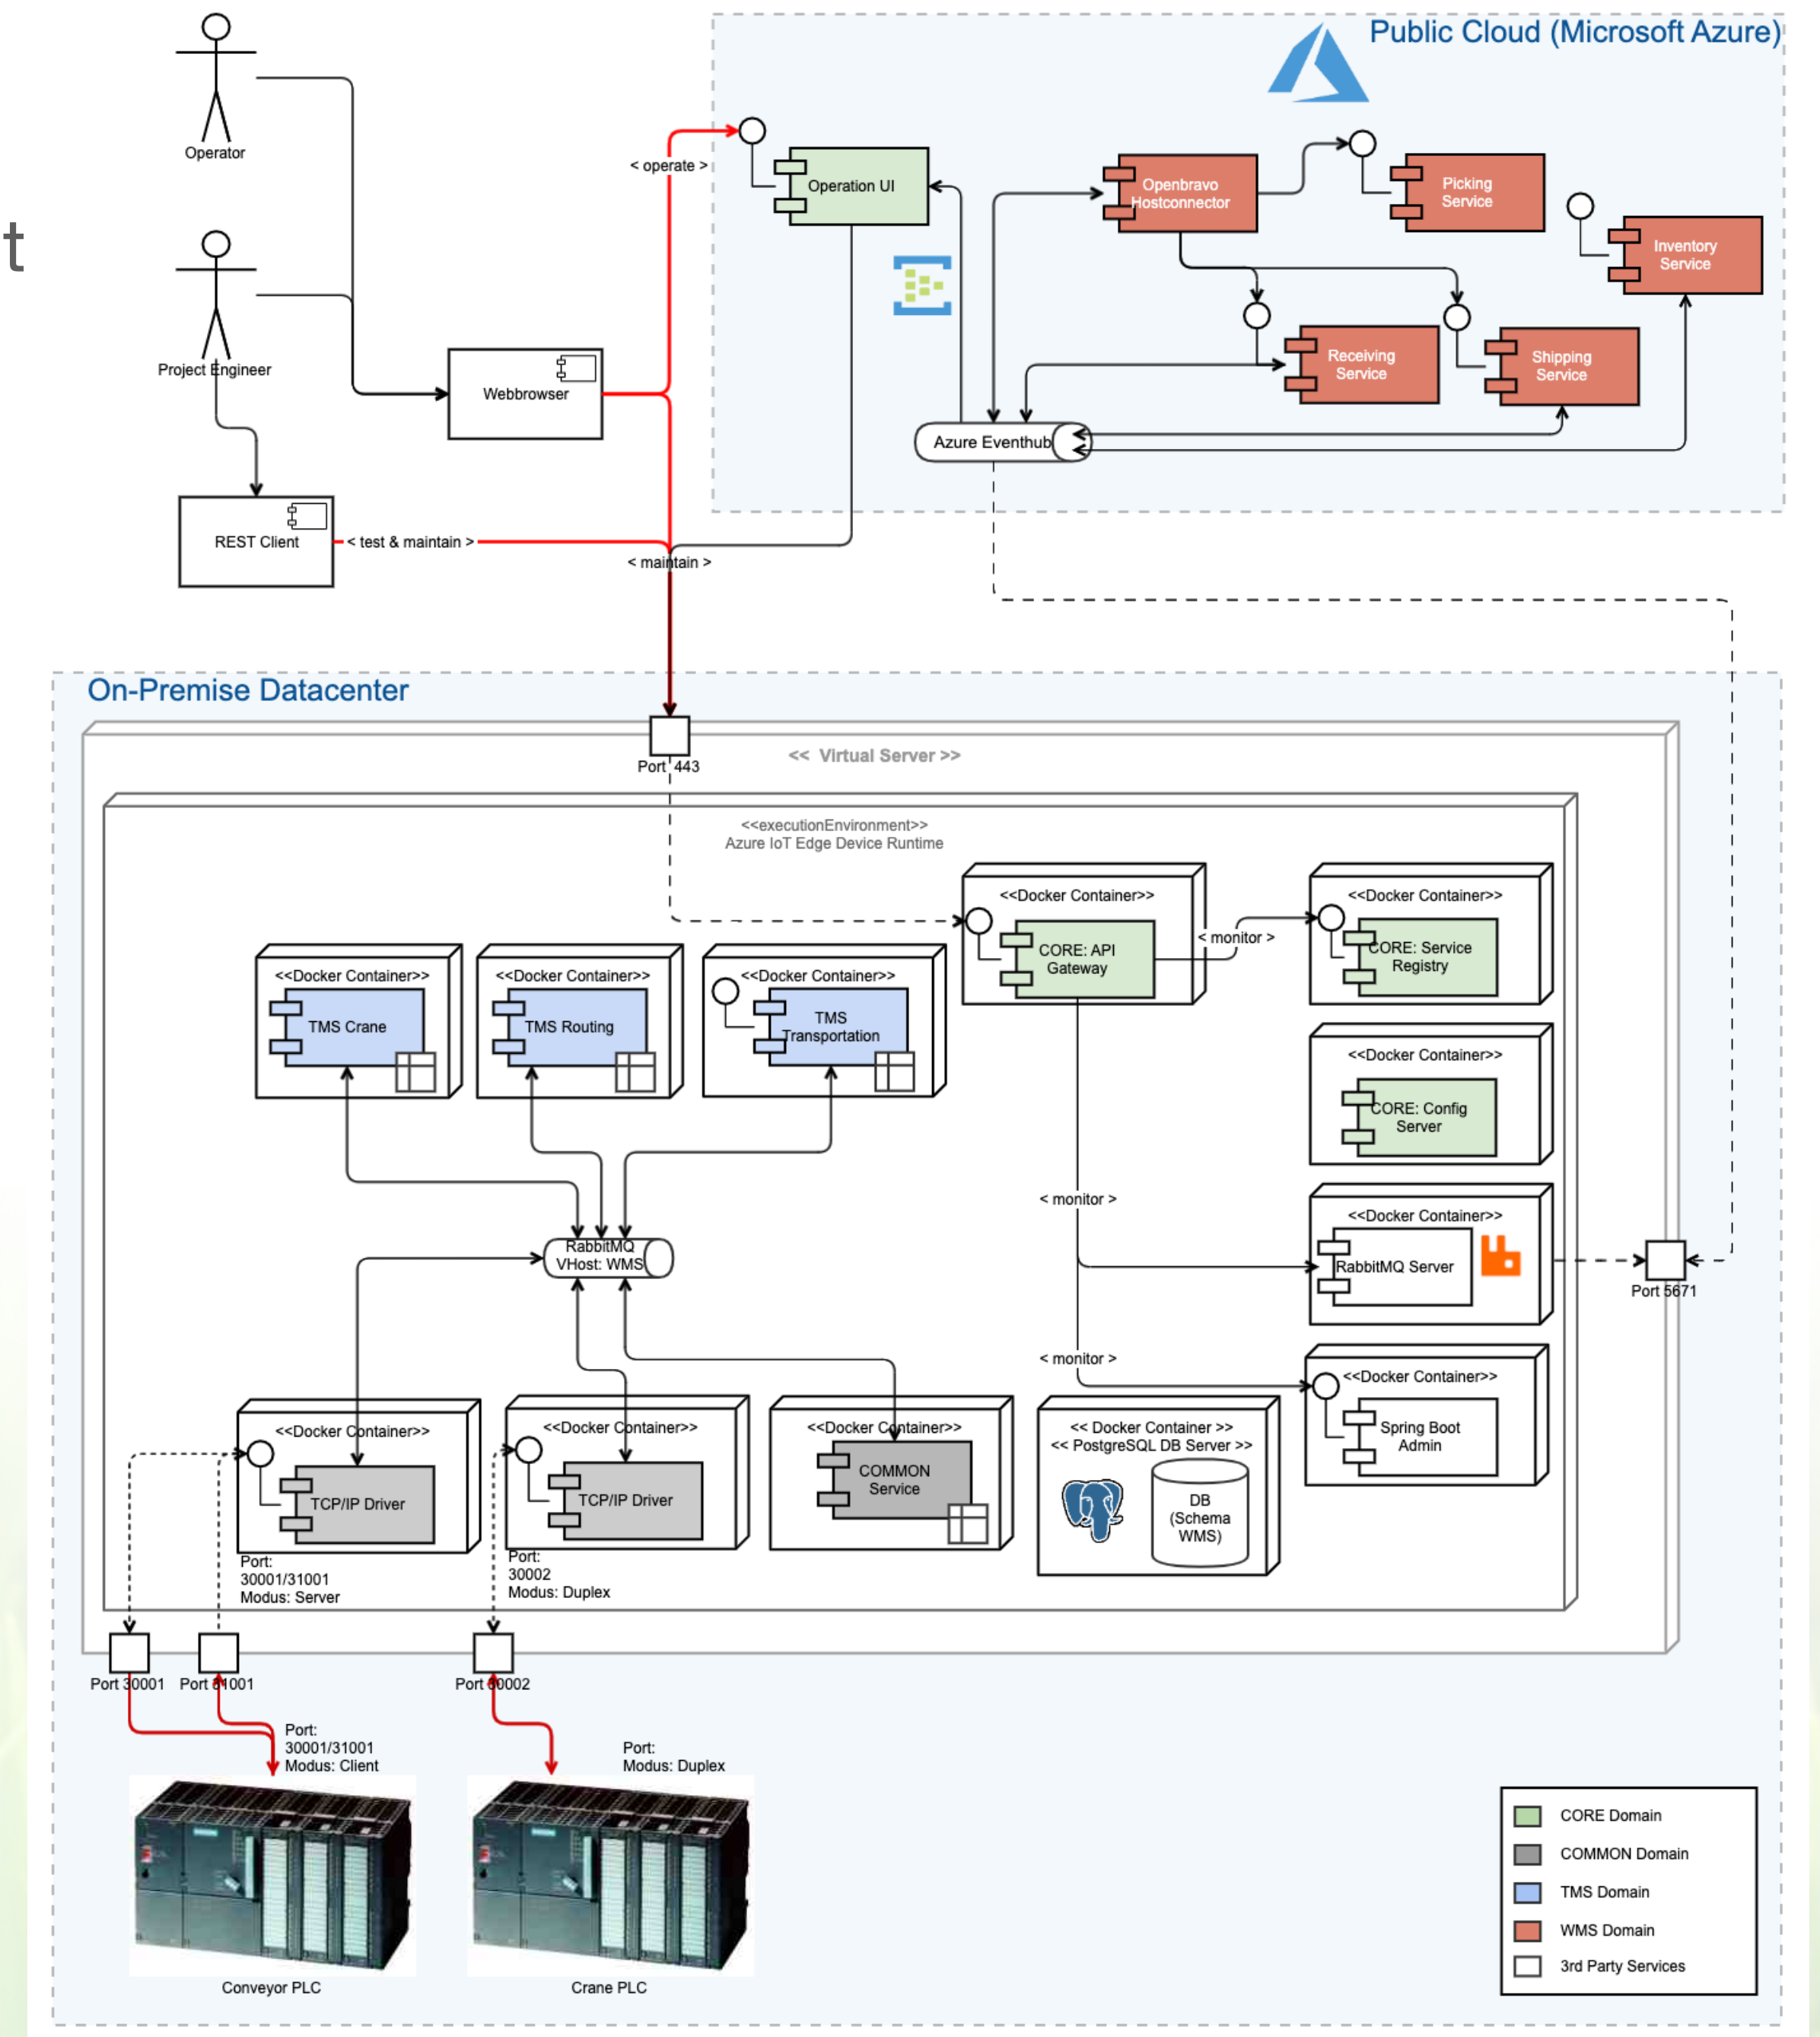 Public Cloud (Microsoft Azure)
Operator
< operate >
Operation UI
Openbravo
Hostconnector
Picking
Service
t
Inventory
Service
Project Engineer
Webbrowser
Receiving
Service
Shipping
Service
Azure Eventhub
REST Client
< test & maintain >
< maintain >
On-Premise Datacenter
Port 443
<< Virtual Server >>
<<executionEnvironment>>
Azure IoT Edge Device Runtime
<<Docker Container>>
CORE: API
Gateway
< monitor >
<<Docker Container>>
CORE: Service
Registry
<<Docker Container>>
TMS Crane
<<Docker Container>>
TMS Routing
<<Docker Container>>
TMS
Transportation
<<Docker Container>>
CORE: Config
Server
< monitor >
<<Docker Container>>
RabbitMQ Server
Port 5671
RabbitMQ
VHost: WMS
< monitor >
<<Docker Container>>
Spring Boot
Admin
<<Docker Container>>
TCP/IP Driver
Port:
30001/31001
Modus: Server
<<Docker Container>>
TCP/IP Driver
Port:
30002
Modus: Duplex
<<Docker Container>>
COMMON
Service
<< Docker Container >>
<< PostgreSQL DB Server >>
DB
(Schema
WMS)
Port 30001
Port 31001
Port 30002
Port:
30001/31001
Modus: Client
Port:
Modus: Duplex
Conveyor PLC
Crane PLC
CORE Domain
COMMON Domain
TMS Domain
WMS Domain
3rd Party Services